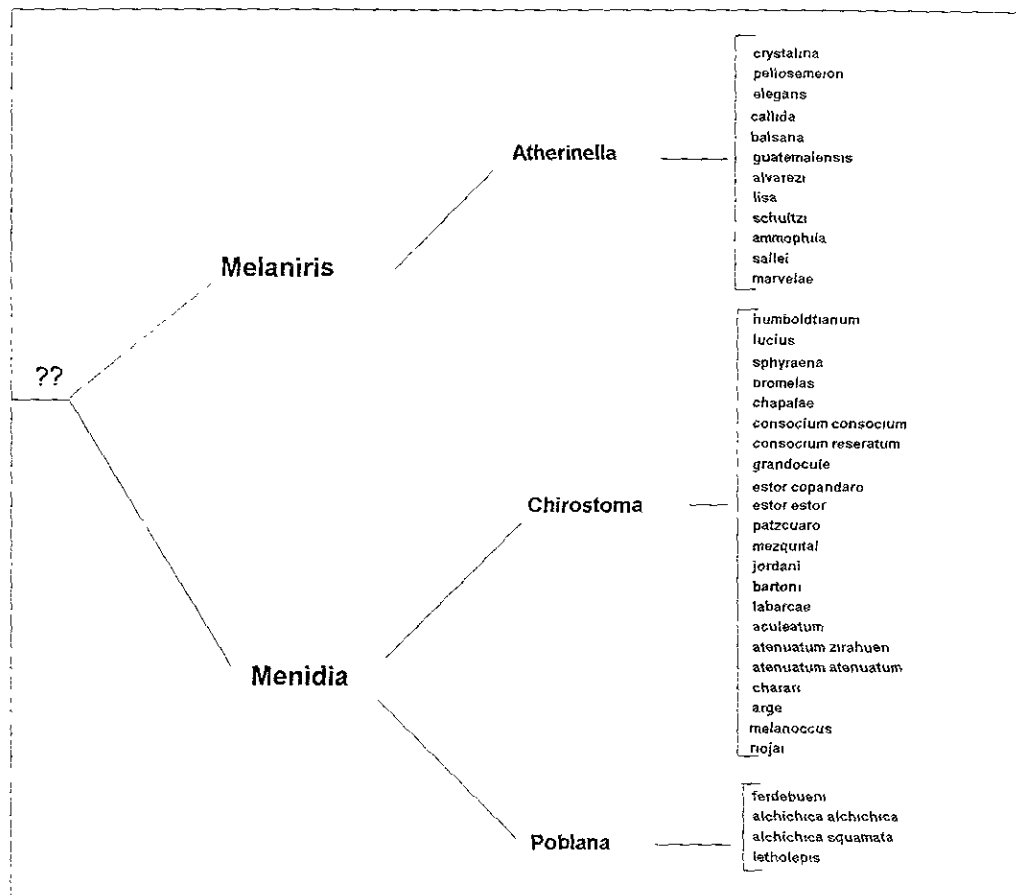 crystalina
pellosemeion
elegans
callida
balsana
Atherinella
guatemalensis
alvarezi
lisa
schultzi
ammophila
sallei
marvelae
Melaniris
??
humboldtianum
lucius
sphyraena
promelas
chapalae
consocium consocium
consocium reseratum
grandocule
estor copandaro
Chirostoma
estor estor
patzcuaro
mezquital
jordani
bartoni
labarcae
aculeatum
atenuatum zirahuen
atenuatum atenuatum
charari
arge
melanoccus
riojai
Menidia
ferdebueni
alchichica alchichica
alchichica squamata
Poblana
letholepis